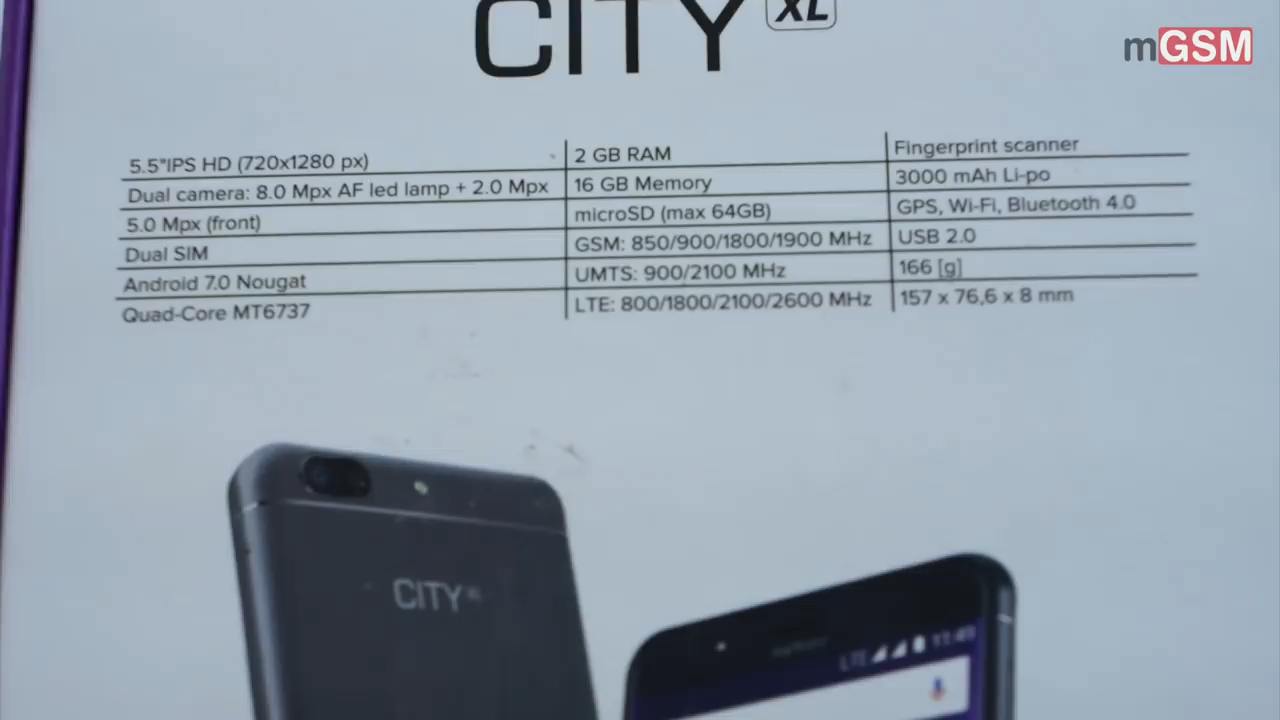 CITY XL
mGSM
5.5"IPS HD (720x1280 px)
Dual camera: 8.0 Mpx AF led lamp + 2.0 Mpx
5.0 Mpx (front)
Dual SIM
Android 7.0 Nougat
Quad-Core MT6737
2 GB RAM
16 GB Memory
microSD (max 64GB)
GSM: 850/900/1800/1900 MHz
UMTS: 900/2100 MHz
LTE: 800/1800/2100/2600 MHz
Fingerprint scanner
3000 mAh Li-po
GPS, Wi-Fi, Bluetooth 4.0
USB 2.0
166 [g]
157 x 76,6 x 8 mm
CITY XL
LTE 11:45